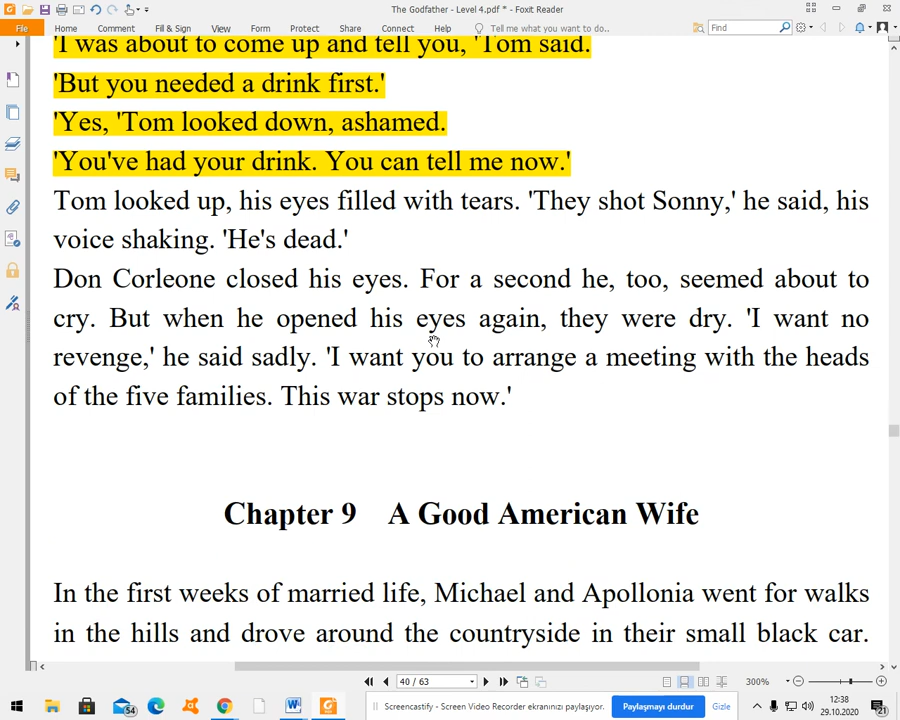 The Godfather - Level 4.pdf * - Foxit Reader
File Home Comment View Form Protect Share Connect Help Tell me what you want to do.. Find
Fill & Sign
'I was about to come up and tell you, 'Tom said.
'But you needed a drink first.'
'Yes, 'Tom looked down, ashamed.
'You've had your drink. You can tell me now.'
Tom looked up, his eyes filled with tears. 'They shot Sonny,' he said, his
voice shaking. 'He's dead.'
Don Corleone closed his eyes. For a second he, too, seemed about to
cry. But when he opened his eyes again, they were dry. 'I want no
revenge,' he said sadly. 'I want you to arrange a meeting with the heads
of the five families. This war stops now.'
Chapter 9 A Good American Wife
In the first weeks of married life, Michael and Apollonia went for walks
in the hills and drove around the countryside in their small black car.
40 / 63 300%
54 Screencastify - Screen Video Recorder ekranınızı paylaşıyor. Paylaşmayı durdur Gizle 12:38
29.10.2020 21